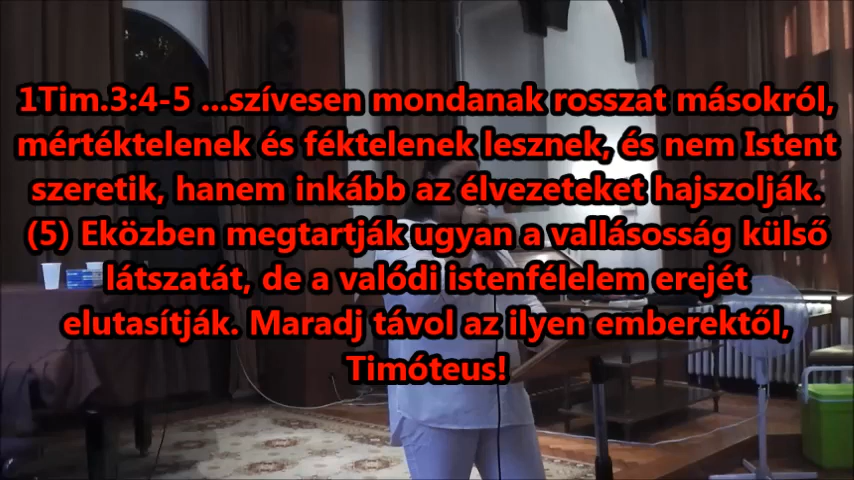 1Tim.3:4-5 ...szívesen mondanak rosszat másokról,
mértéktelenek és féktelenek lesznek, és nem Istent
szeretik, hanem inkább az élvezeteket hajszolják.
(5) Eközben megtartják ugyan a vallásosság külső
látszatát, de a valódi istenfélelem erejét
elutasítják. Maradj távol az ilyen emberektől,
Timóteus!